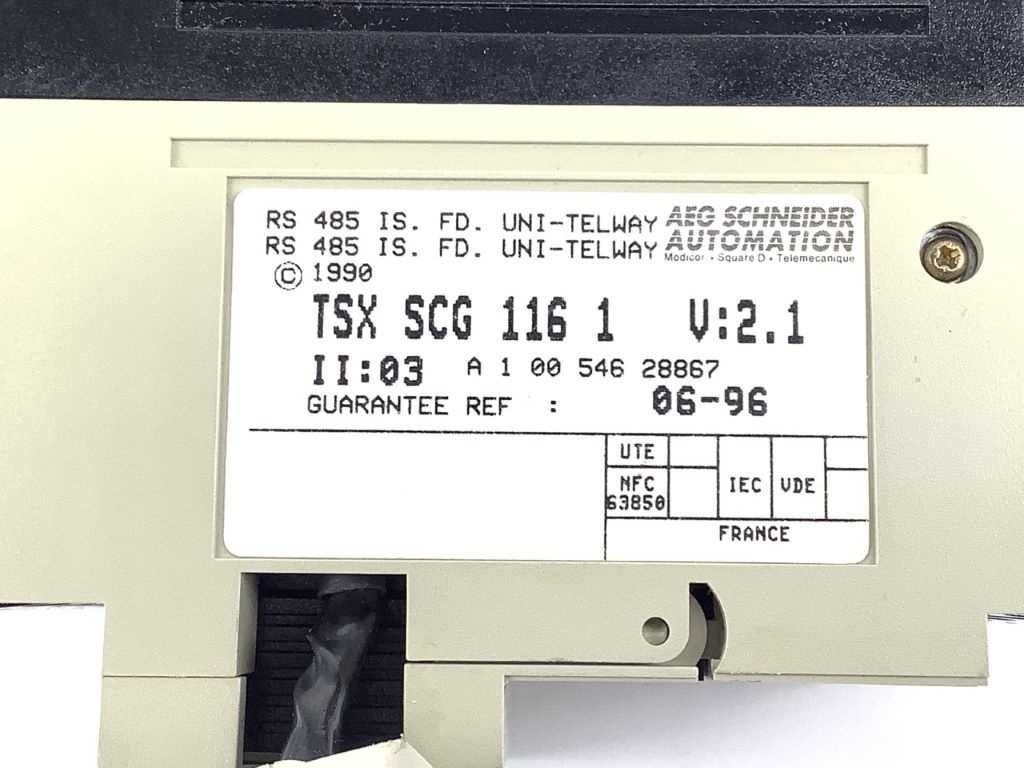 RS 485 IS. FD. UNI-TELWAY
RS 485 IS. FD. UNI-TELWAY
© 1990
AEG SCHNEIDER
AUTOMATION
Modicon • Square D • Telemecanique
TSX SCG 116 1 V:2.1
II:03 A 1 00 546 28867
GUARANTEE REF : 06-96
UTE
NFC
63850
IEC VDE
FRANCE